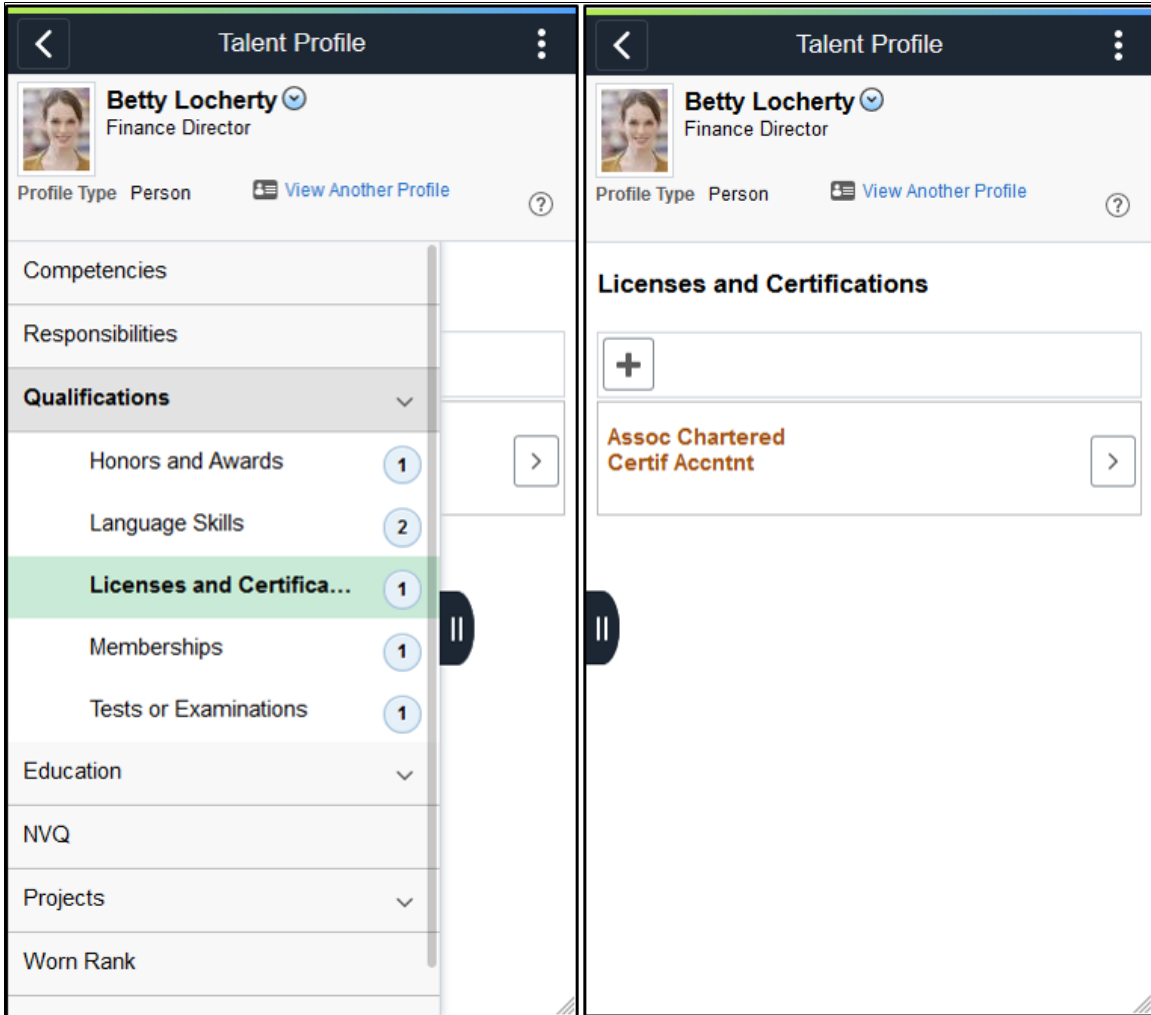 Talent Profile
Betty Locherty
Finance Director
Profile Type Person
View Another Profile
?
Competencies
Responsibilities
Qualifications
Honors and Awards 1
Language Skills 2
Licenses and Certifica... 1
Memberships 1
Tests or Examinations 1
Education
NVQ
Projects
Worn Rank
Talent Profile
Betty Locherty
Finance Director
Profile Type Person
View Another Profile
?
Licenses and Certifications
Assoc Chartered
Certif Accntnt